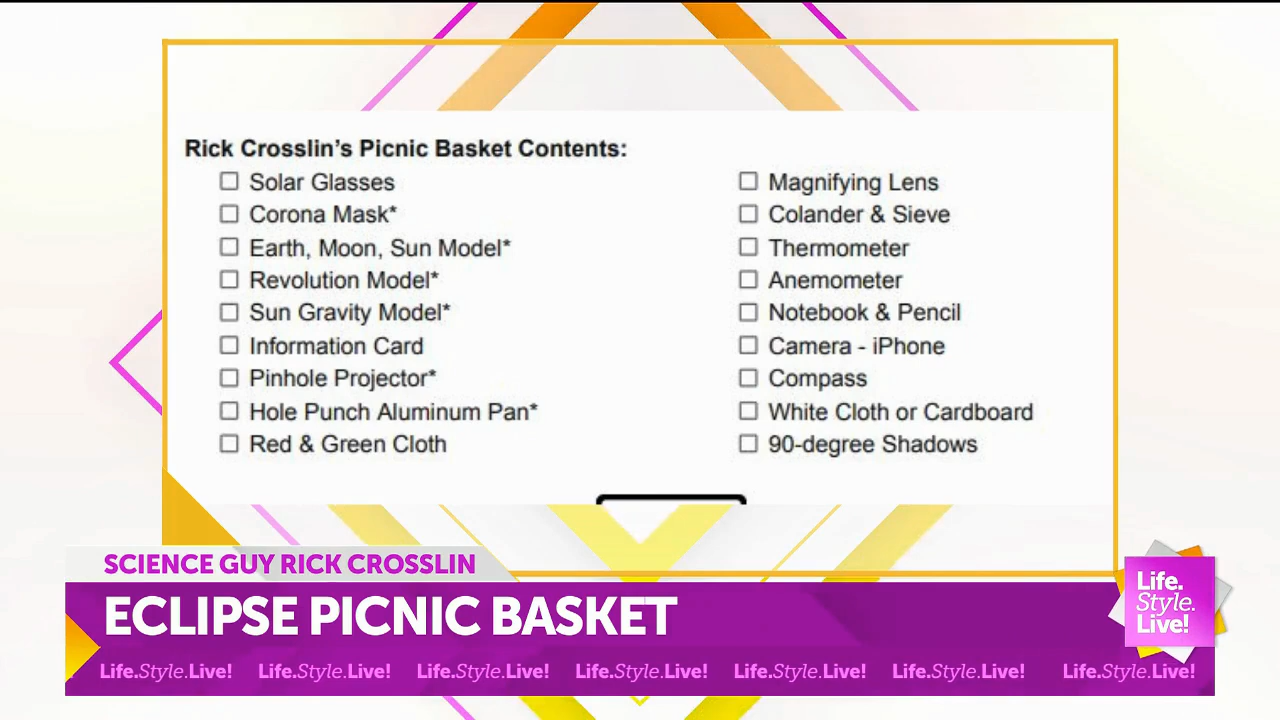 Rick Crosslin's Picnic Basket Contents:
☐ Solar Glasses
☐ Corona Mask*
☐ Earth, Moon, Sun Model*
☐ Revolution Model*
☐ Sun Gravity Model*
☐ Information Card
☐ Pinhole Projector*
☐ Hole Punch Aluminum Pan*
☐ Red & Green Cloth
☐ Magnifying Lens
☐ Colander & Sieve
☐ Thermometer
☐ Anemometer
☐ Notebook & Pencil
☐ Camera - iPhone
☐ Compass
☐ White Cloth or Cardboard
☐ 90-degree Shadows
SCIENCE GUY RICK CROSSLIN
ECLIPSE PICNIC BASKET
Life.
Style.
Live!
Life.Style.Live! Life.Style.Live! Life.Style.Live! Life.Style.Live! Life.Style.Live! Life.Style.Live! Life.Style.Live!